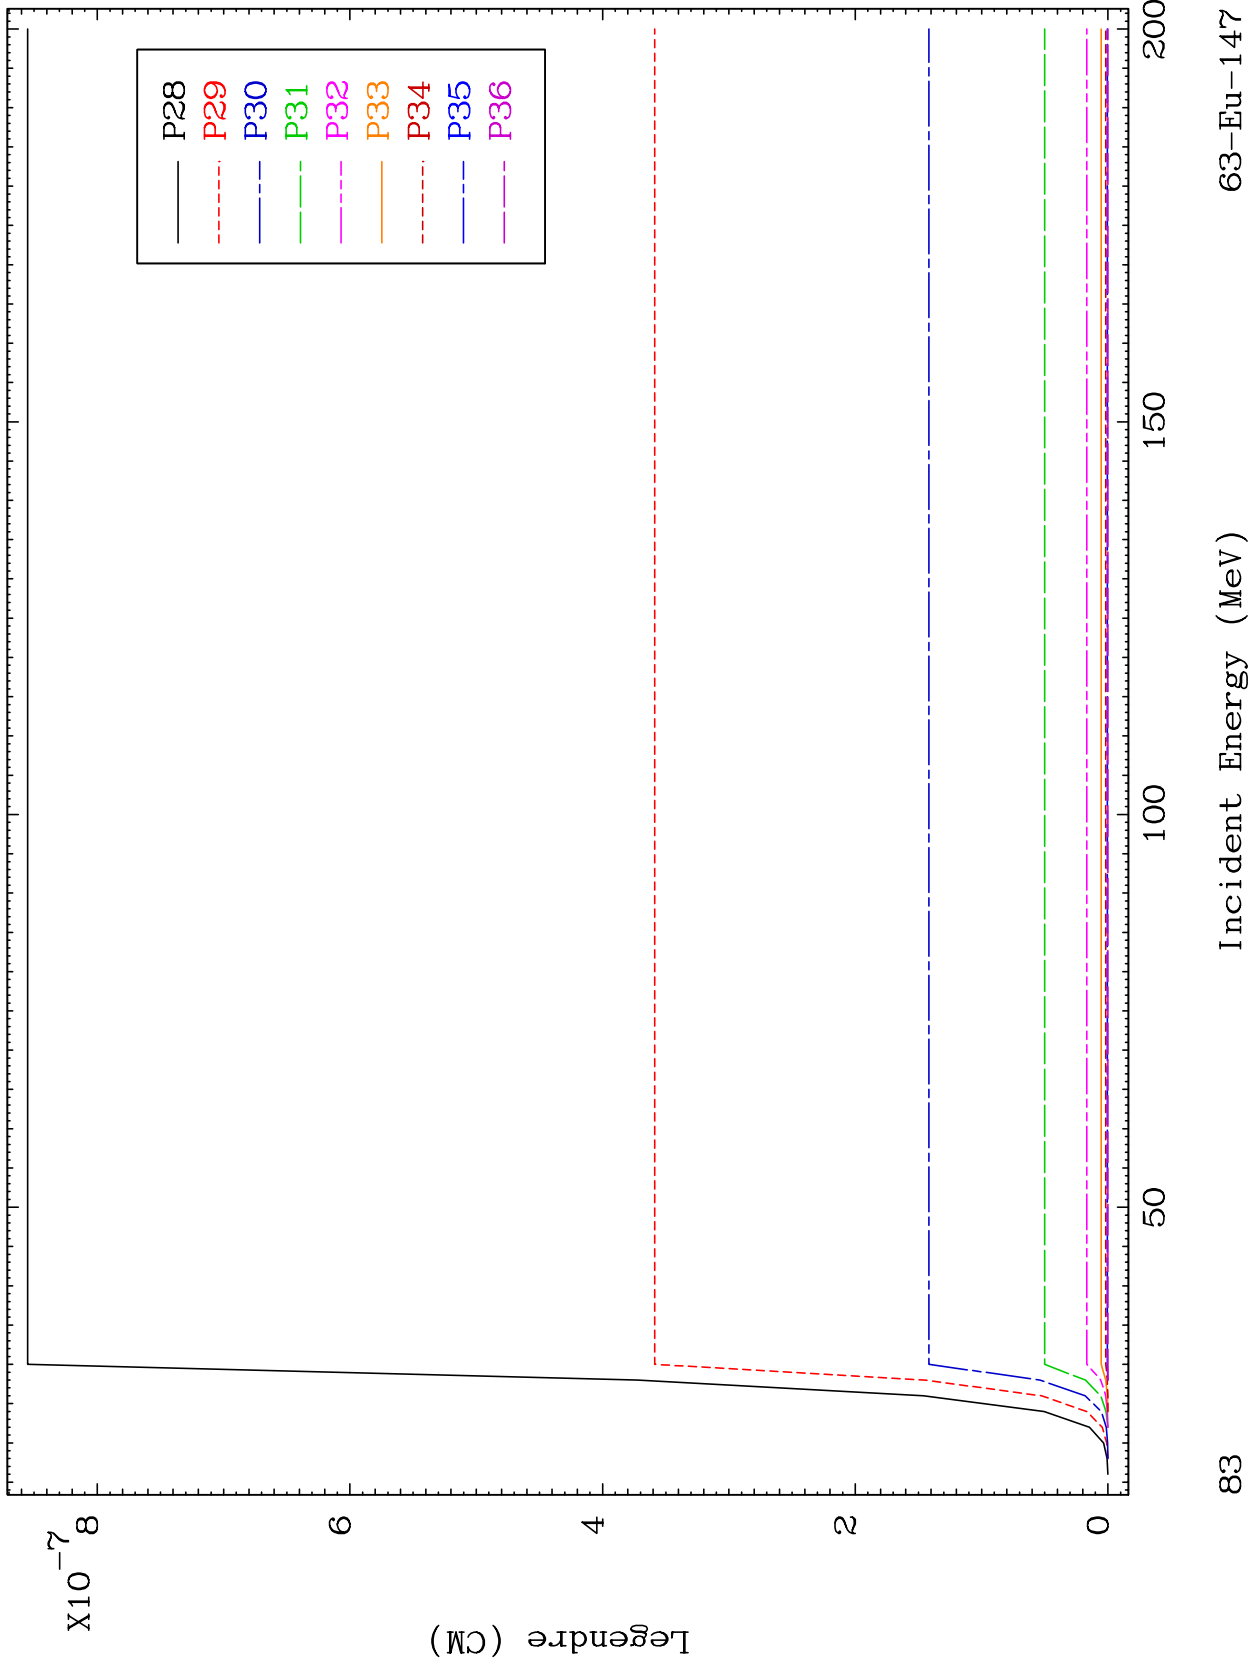 X10-7
8
6
4
2
0
Legendre (CM)
P28
P29
P30
P31
P32
P33
P34
P35
P36
50
100
150
200
83
Incident Energy (MeV)
63-Eu-147